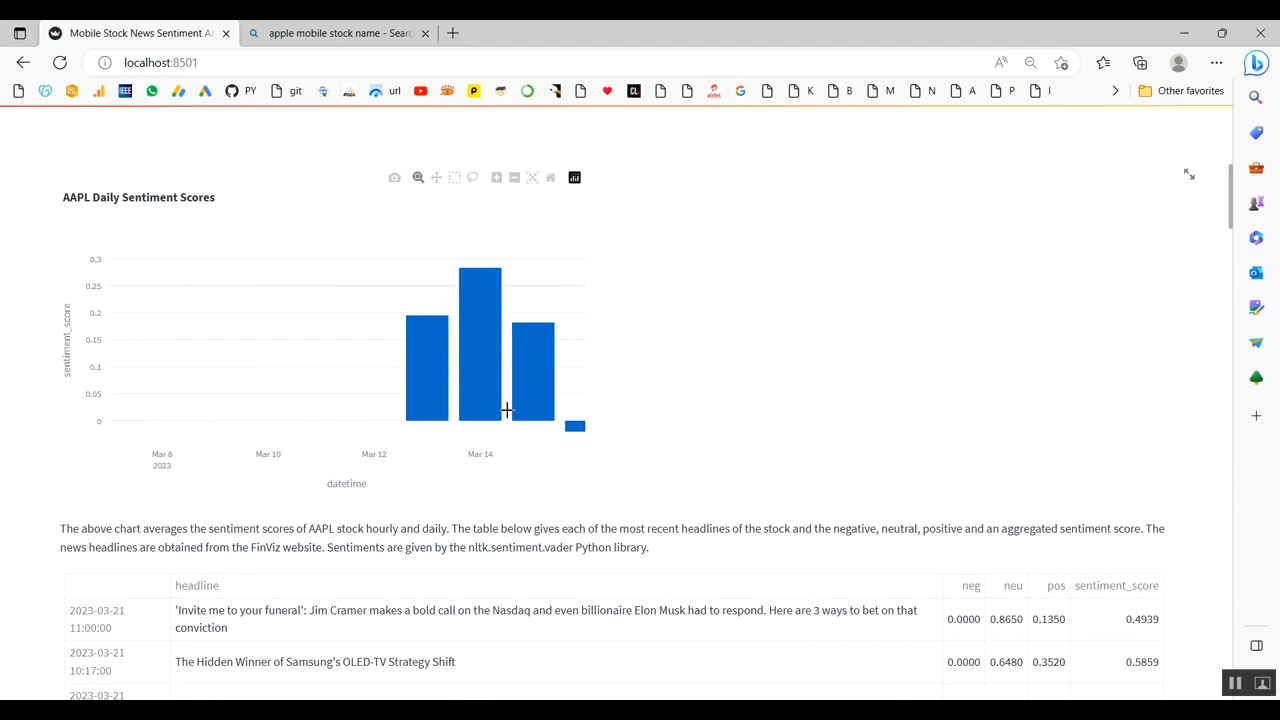 Mobile Stock News Sentiment A
apple mobile stock name - Sear
localhost:8501
PY
git
IEEE
url
CL
airtel
K
B
M
N
A
P
I
Other favorites
AAPL Daily Sentiment Scores
0.3
0.25
0.2
0.15
0.1
0.05
0
sentiment_score
Mar 8
2023
Mar 10
Mar 12
Mar 14
datetime
The above chart averages the sentiment scores of AAPL stock hourly and daily. The table below gives each of the most recent headlines of the stock and the negative, neutral, positive and an aggregated sentiment score. The
news headlines are obtained from the FinViz website. Sentiments are given by the nltk.sentiment.vader Python library.
headline neg neu pos sentiment_score
2023-03-21
11:00:00
'Invite me to your funeral': Jim Cramer makes a bold call on the Nasdaq and even billionaire Elon Musk had to respond. Here are 3 ways to bet on that
conviction
0.0000 0.8650 0.1350 0.4939
2023-03-21
10:17:00
The Hidden Winner of Samsung's OLED-TV Strategy Shift
0.0000 0.6480 0.3520 0.5859
2023-03-21